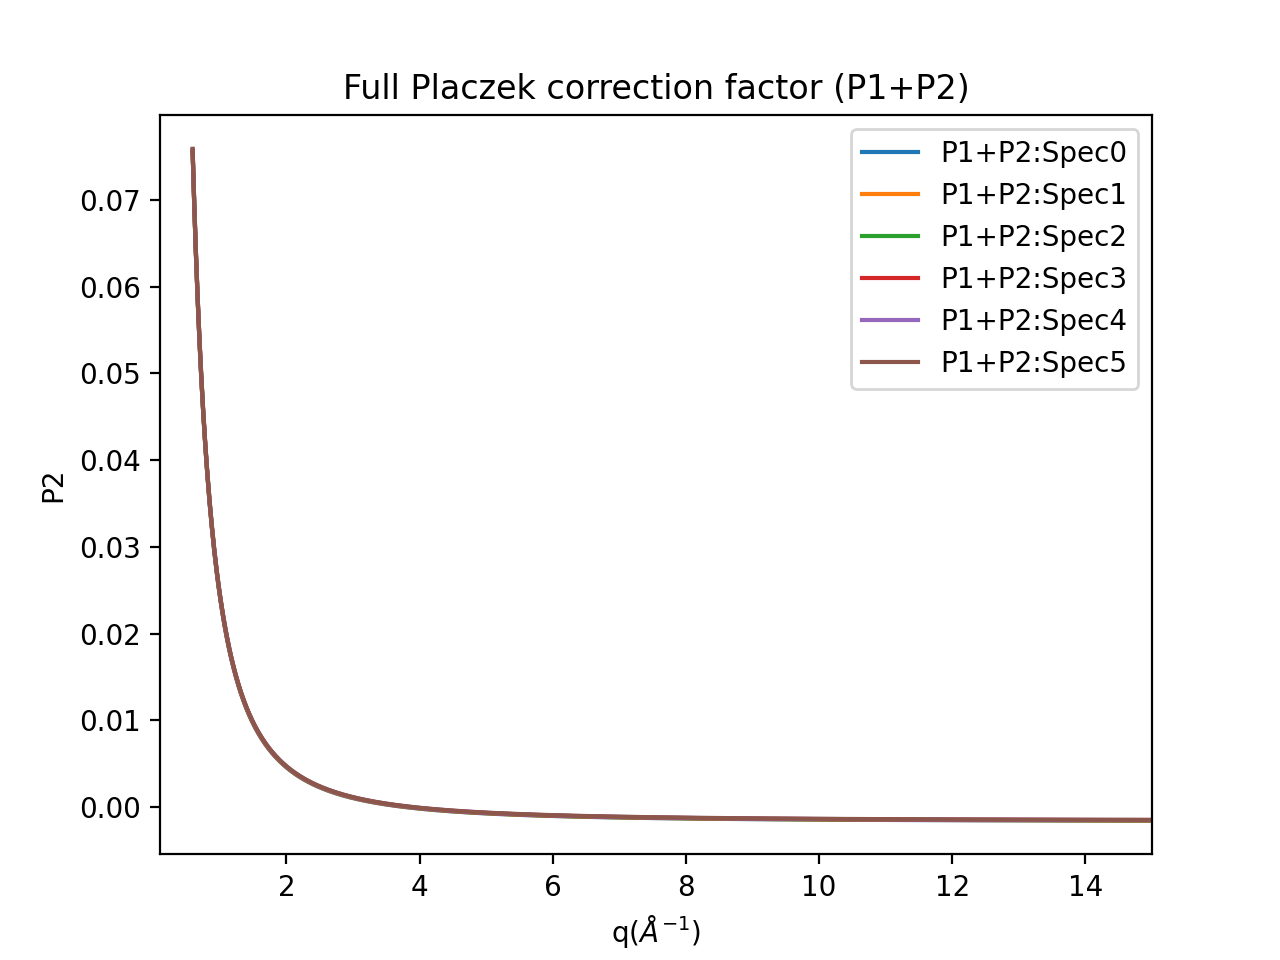 Full Placzek correction factor (P1+P2)
P1+P2:Spec0
P1+P2:Spec1
P1+P2:Spec2
P1+P2:Spec3
P1+P2:Spec4
P1+P2:Spec5
0.07
0.06
0.05
0.04
0.03
0.02
0.01
0.00
P2
2 4 6 8 10 12 14
q(Å⁻¹)